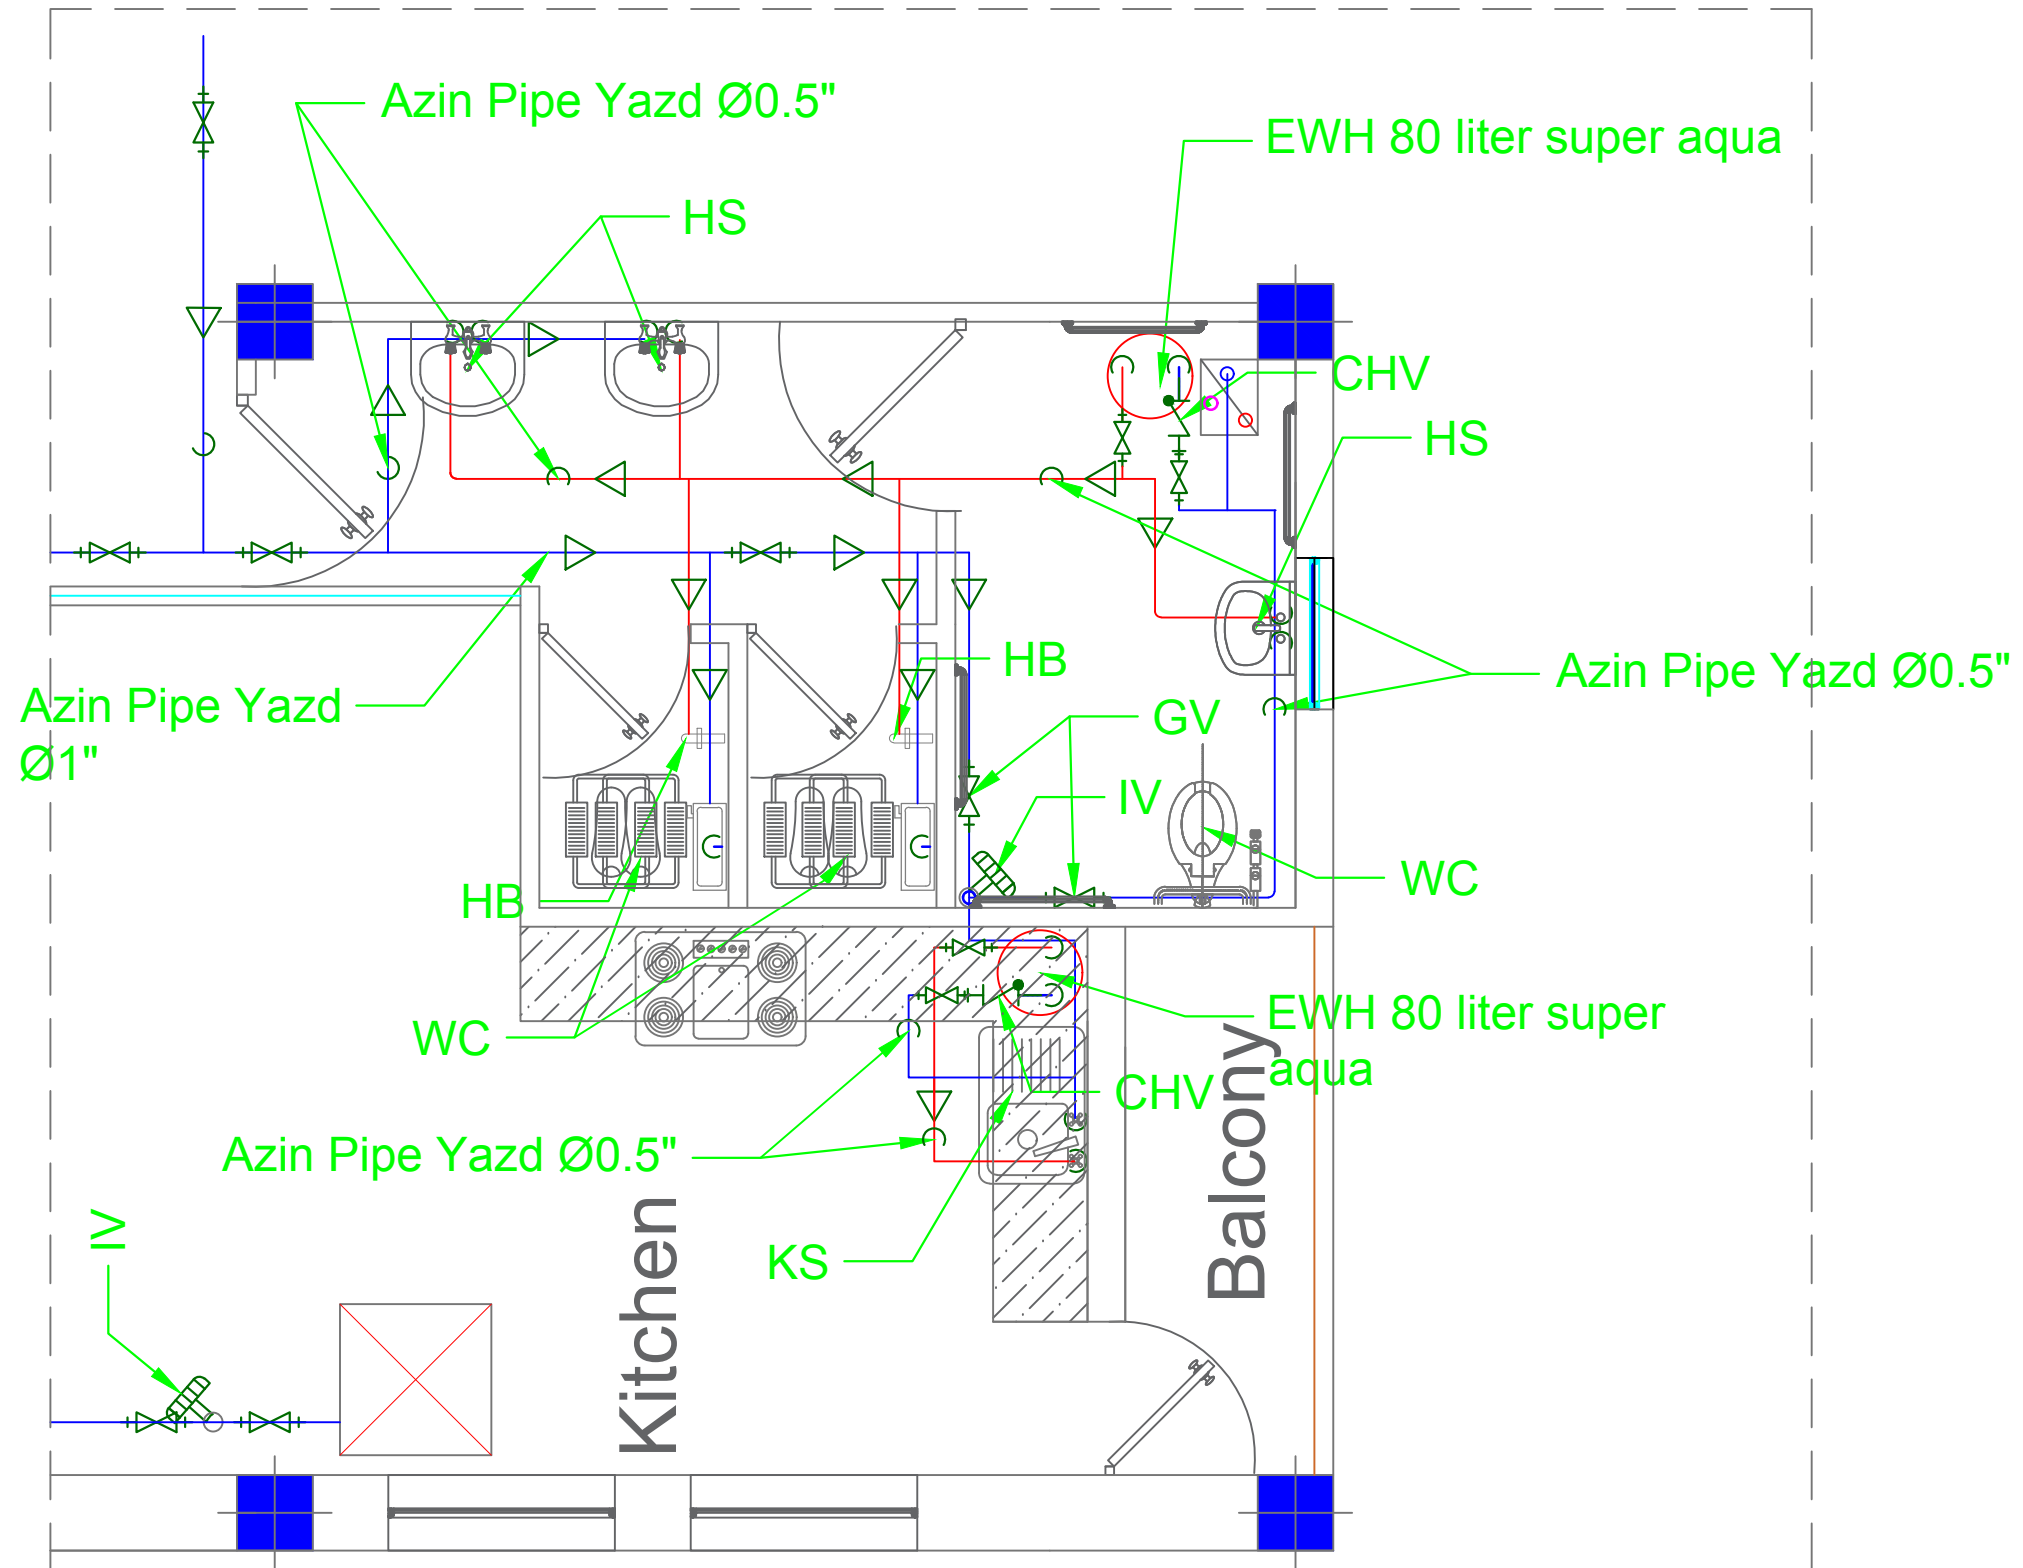 Azin Pipe Yazd Ø0.5"
EWH 80 liter super aqua
HS
CHV
HS
HB
Azin Pipe Yazd Ø0.5"
Azin Pipe Yazd
Ø1"
GV
IV
WC
HB
WC
EWH 80 liter super
aqua
CHV
Azin Pipe Yazd Ø0.5"
KS
IV
Kitchen
Balcony